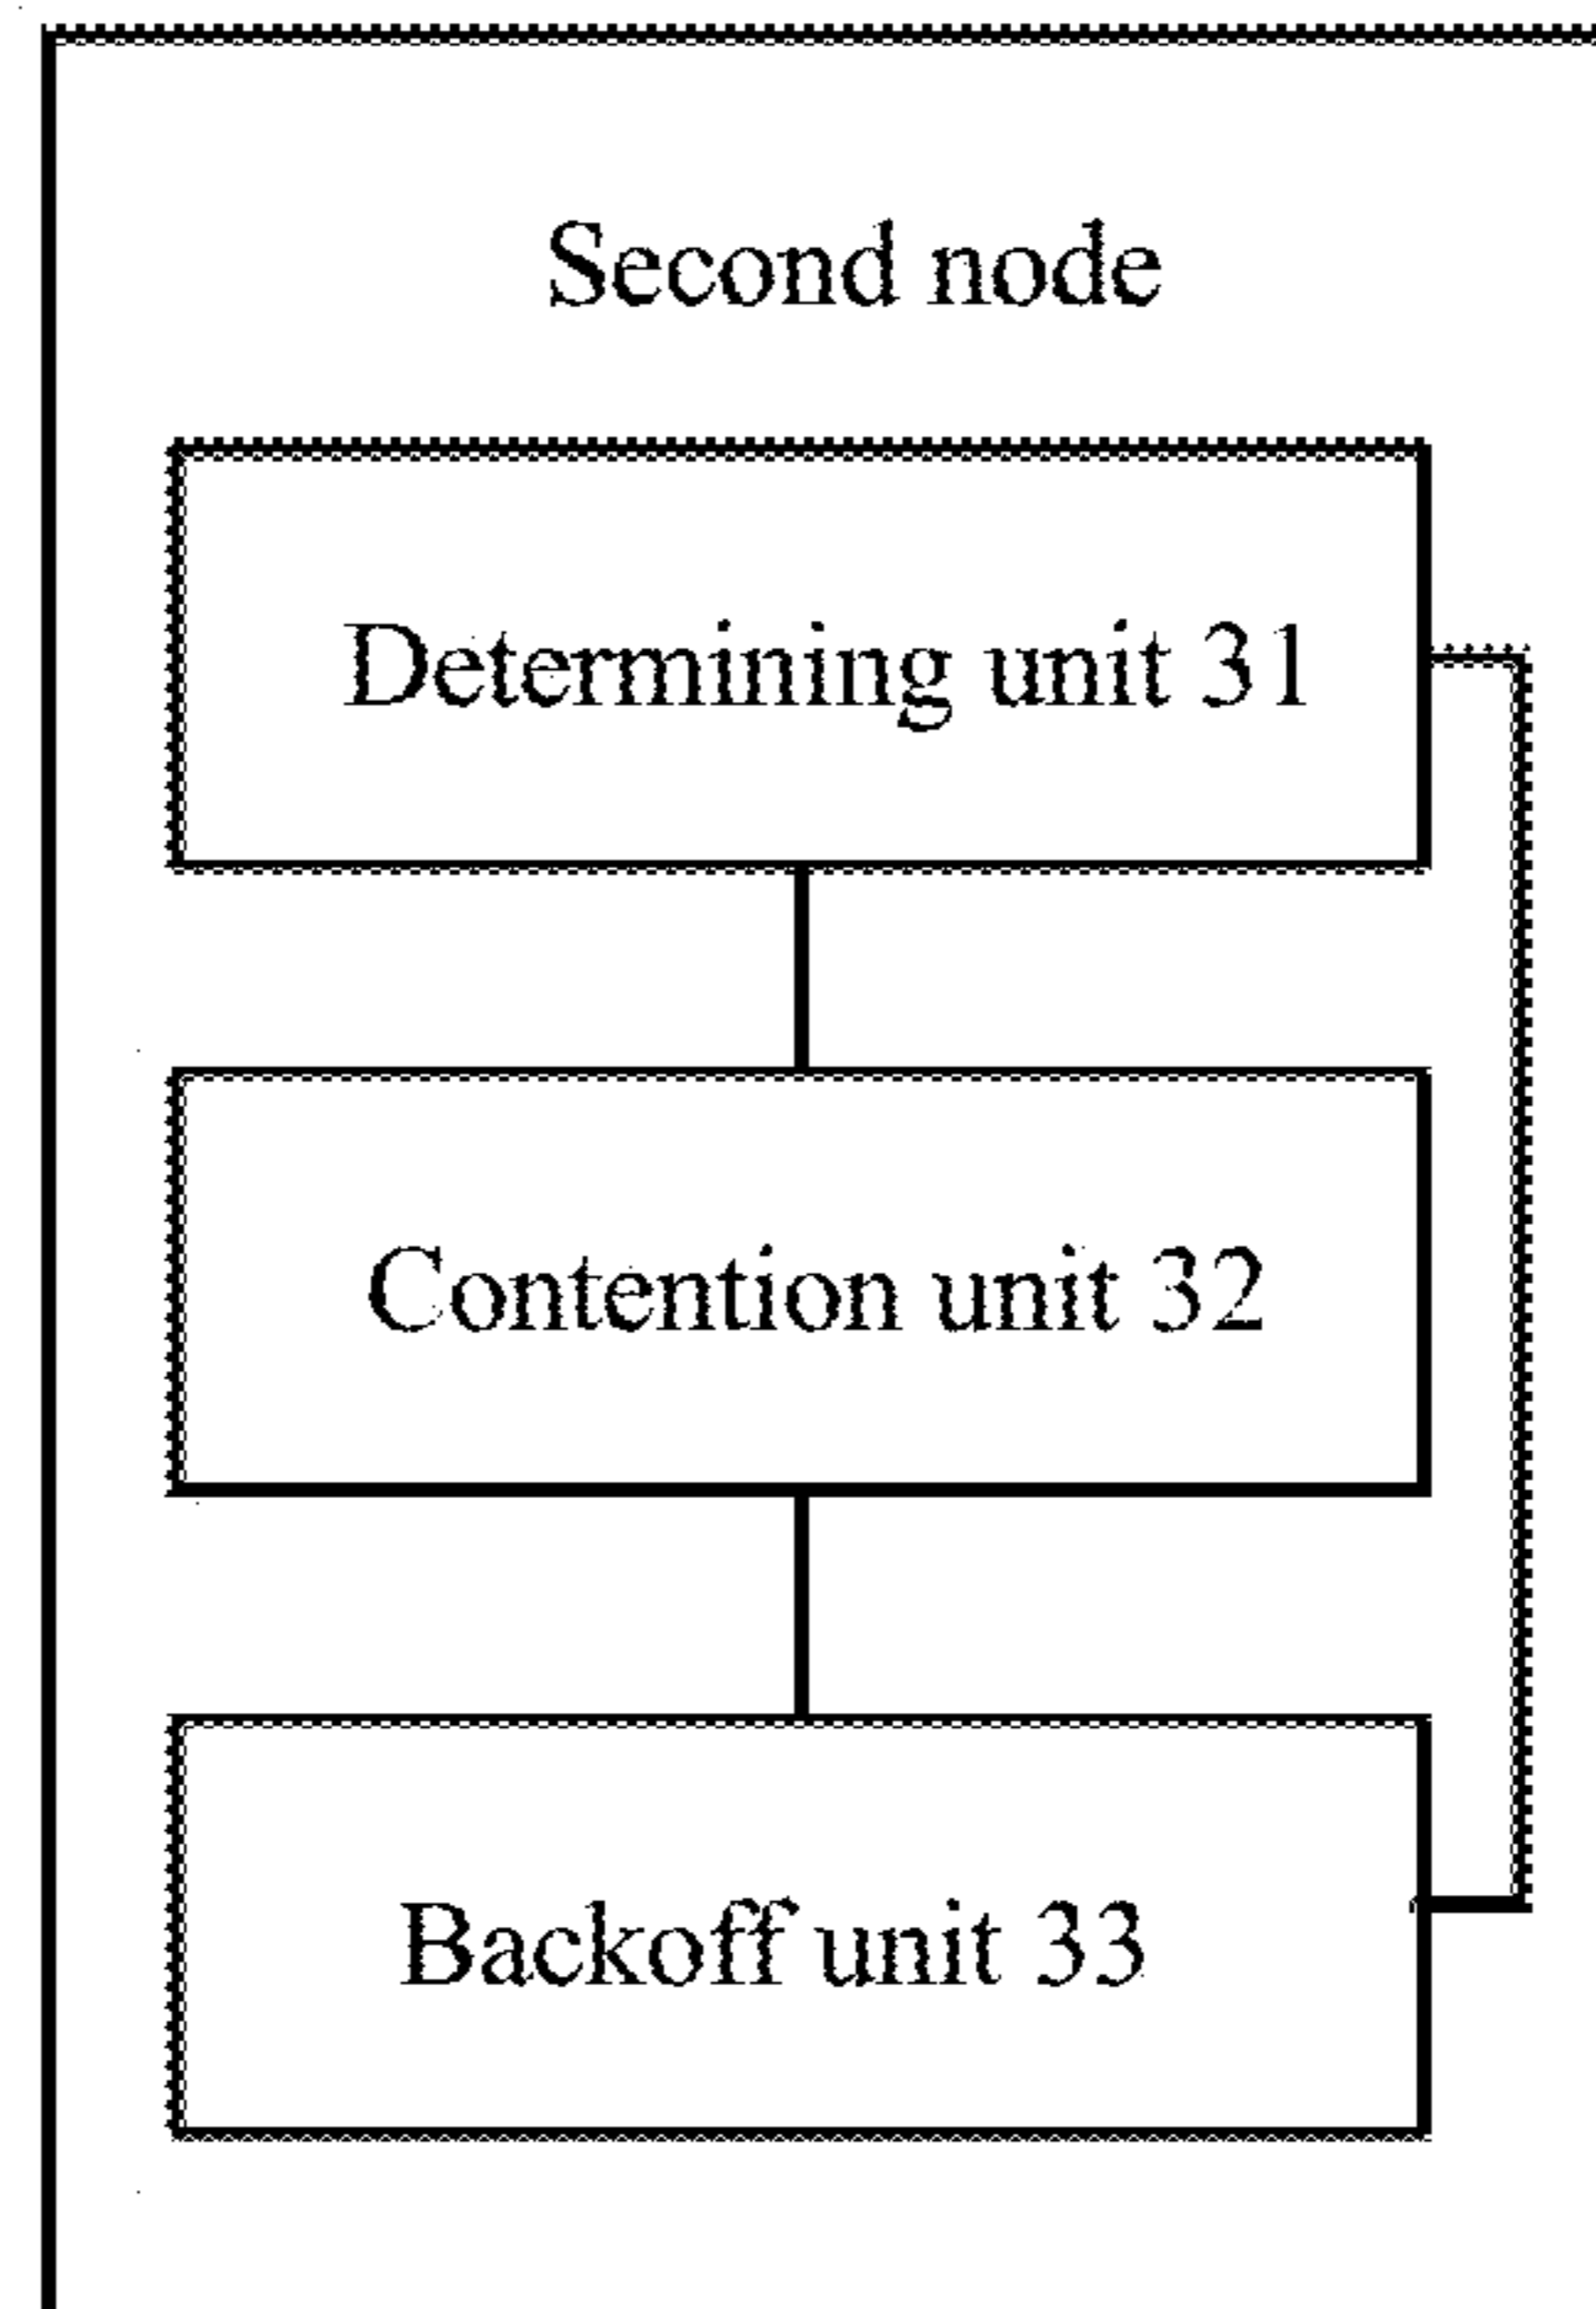 Second node
Determining unit 31
Contention unit 32
Backoff unit 33